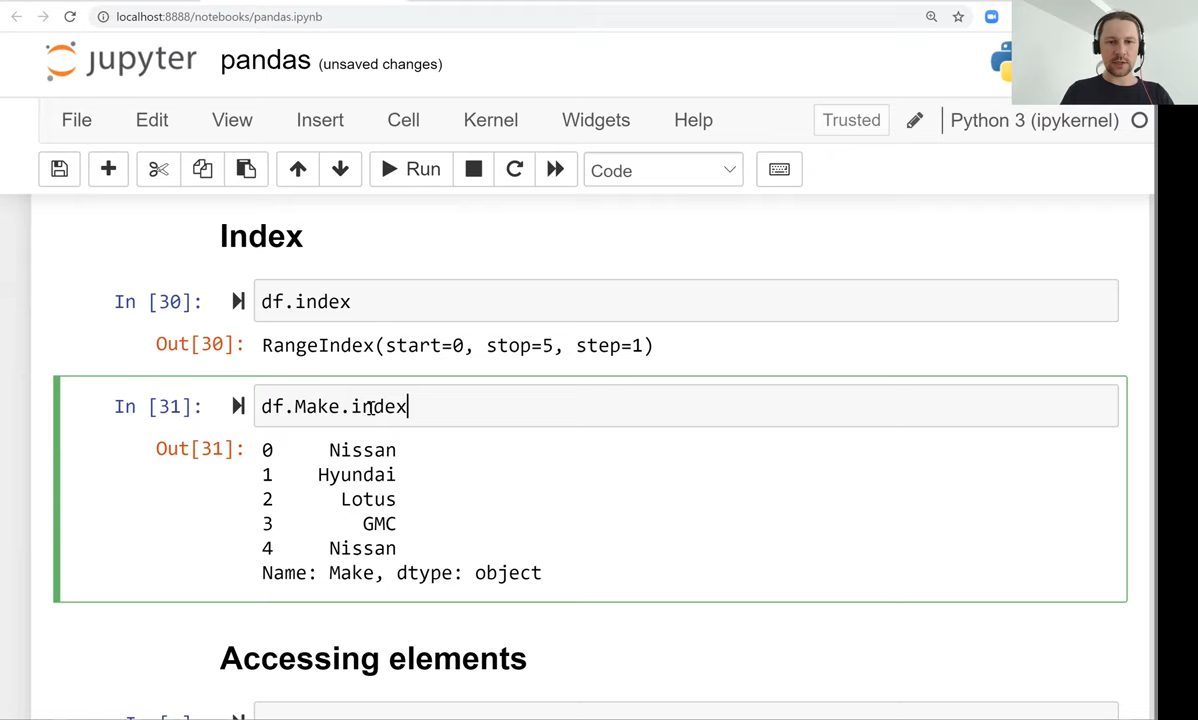 localhost:8888/notebooks/pandas.ipynb
jupyter pandas (unsaved changes)
File Edit View Insert Cell Kernel Widgets Help Trusted Python 3 (ipykernel)
Run Code
Index
In [30]: df.index
Out[30]: RangeIndex(start=0, stop=5, step=1)
In [31]: df.Make.index
Out[31]: 0 Nissan
1 Hyundai
2 Lotus
3 GMC
4 Nissan
Name: Make, dtype: object
Accessing elements